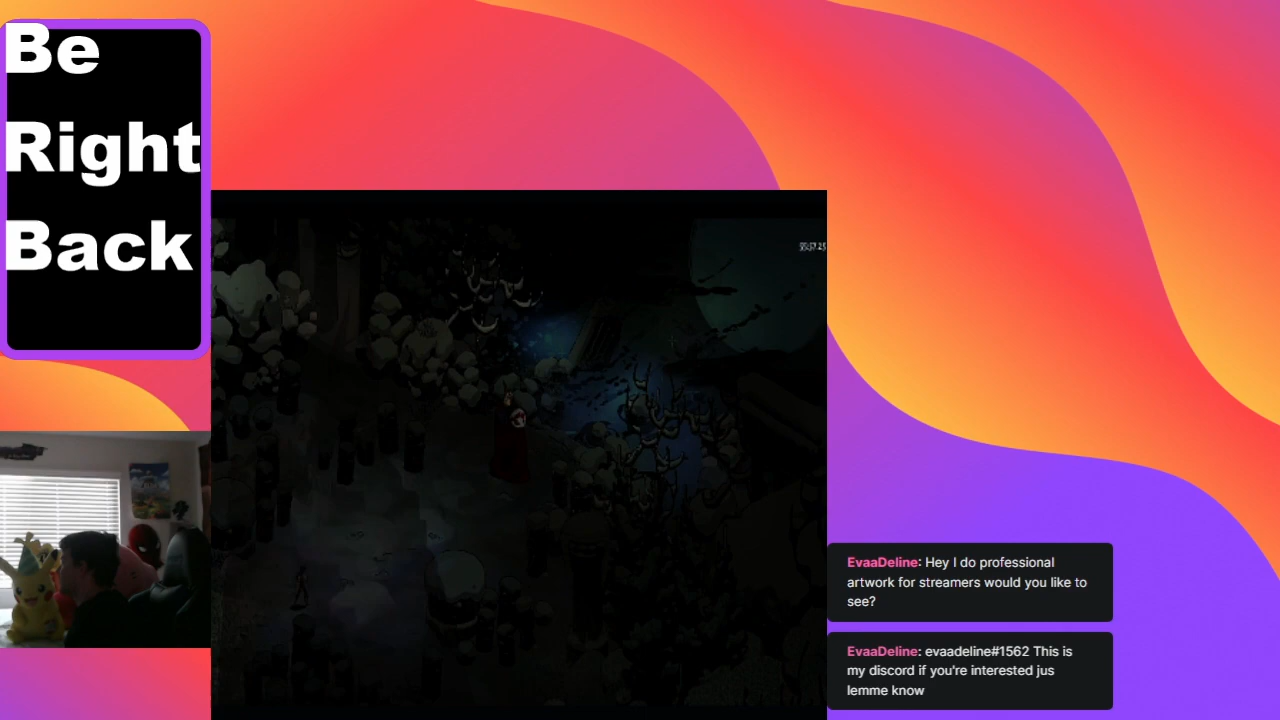 Be
Right
Back
EvaaDeline: Hey I do professional
artwork for streamers would you like to
see?
EvaaDeline: evaadeline#1562 This is
my discord if you're interested jus
lemme know